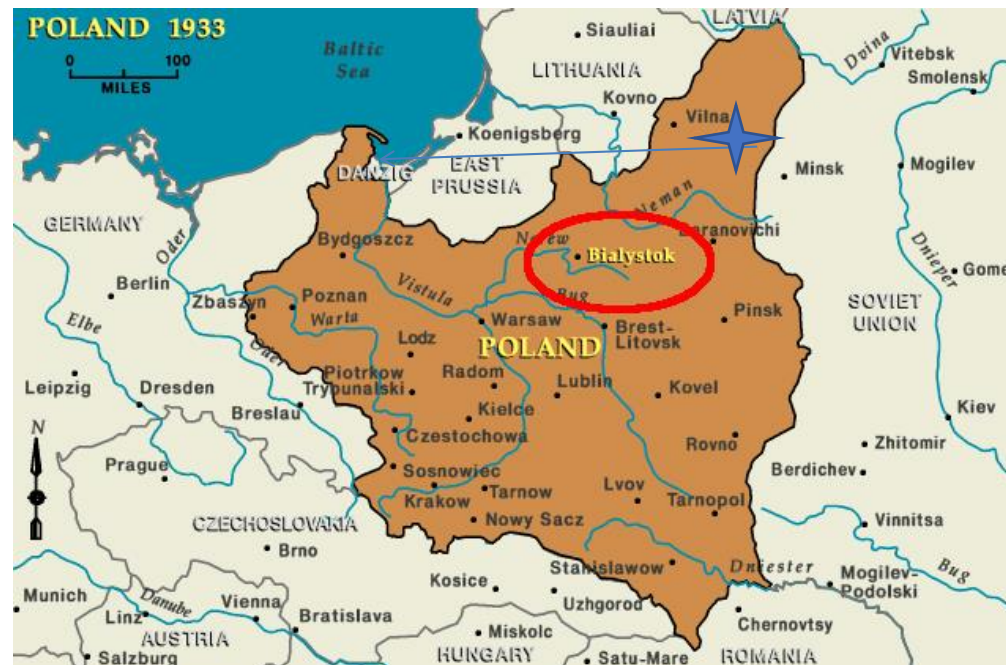 POLAND 1933
0 100
MILES
Baltic
Sea
LATVIA
Siauliai
LITHUANIA
Dvina
Vitebsk
Smolensk
Kovno
Vilna
Koenigsberg
DANZIG
EAST
PRUSSIA
Minsk
Mogilev
GERMANY
Oder
Neman
Bydgoszcz
Narew
Bialystok
Baranovichi
Dnieper
Berlin
Zbaszyn
Poznan
Vistula
Bug
Gome
SOVIET
UNION
Elbe
Warta
Warsaw
Brest-
Litovsk
Pinsk
Lodz
POLAND
Oder
Leipzig
Dresden
Piotrkow
Trypunalski
Radom
Lublin
Kovel
Breslau
Kielce
Kiev
N
Czestochowa
Rovno
Zhitomir
Prague
Sosnowiec
Berdichev
Krakow
Tarnow
Lvov
Tarnopol
CZECHOSLOVAKIA
Nowy Sacz
Vinnitsa
Brno
Stanislawow
Dniester
Bug
Munich
Danube
Kosice
Mogilev-
Podolski
Linz
Vienna
Bratislava
Uzhgorod
Chernovtsy
AUSTRIA
Miskolc
Salzburg
HUNGARY
Satu-Mare
ROMANIA